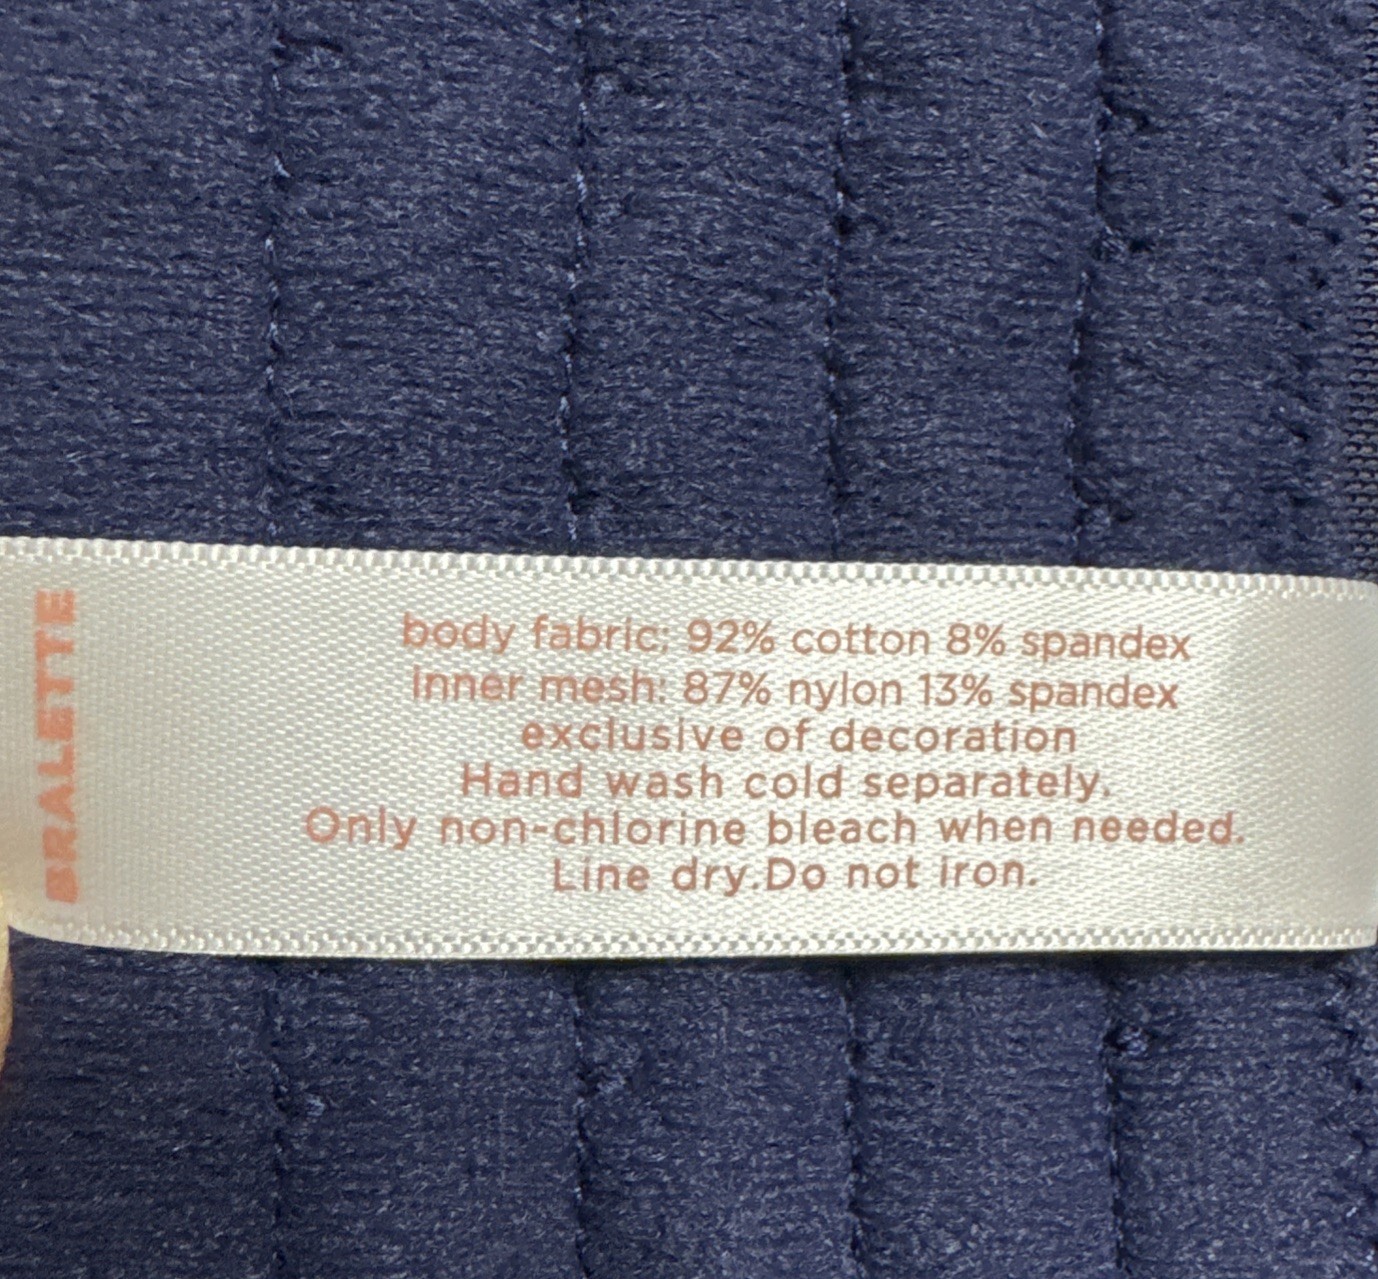 BRALETTE
body fabric: 92% cotton 8% spandex
inner mesh: 87% nylon 13% spandex
exclusive of decoration
Hand wash cold separately.
Only non-chlorine bleach when needed.
Line dry.Do not iron.